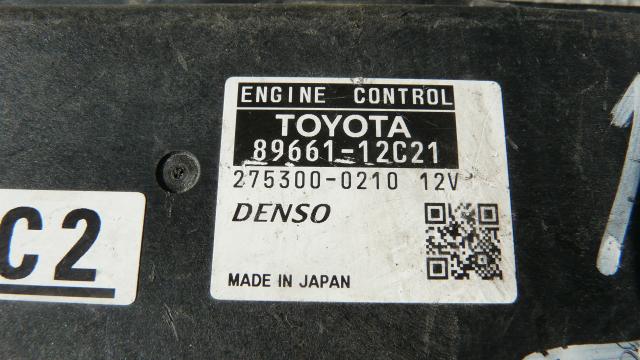 ENGINE CONTROL
TOYOTA
89661-12C21
275300-0210 12V
DENSO
MADE IN JAPAN
C2